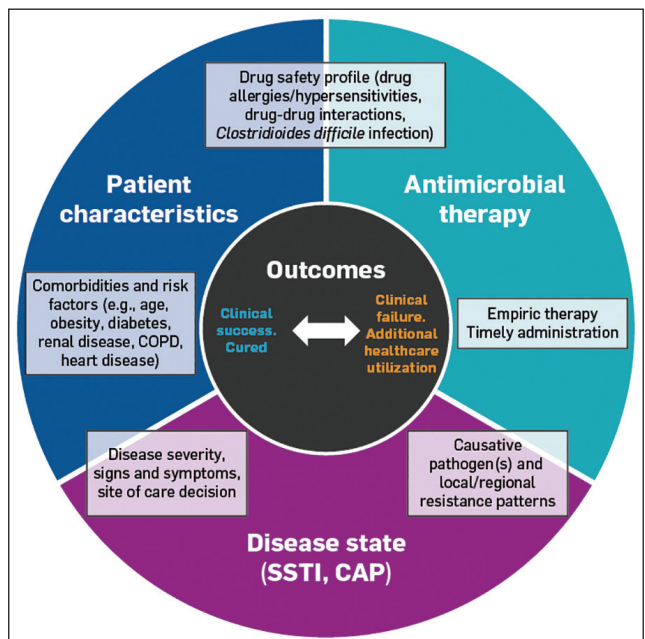 Drug safety profile (drug
allergies/hypersensitivities,
drug-drug interactions,
Clostridioides difficile infection)
Patient
characteristics
Antimicrobial
therapy
Comorbidities and risk
factors (e.g., age,
obesity, diabetes,
renal disease, COPD,
heart disease)
Outcomes
Clinical
success.
Cured
Clinical
failure.
Additional
healthcare
utilization
Empiric therapy
Timely administration
Disease severity,
signs and symptoms,
site of care decision
Causative
pathogen(s) and
local/regional
resistance patterns
Disease state
(SSTI, CAP)